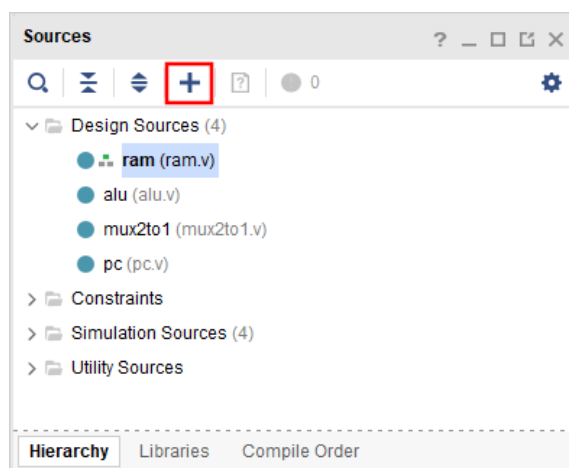 Sources
? 0
Design Sources (4)
ram (ram.v)
alu (alu.v)
mux2to1 (mux2to1.v)
pc (pc.v)
Constraints
Simulation Sources (4)
Utility Sources
Hierarchy Libraries Compile Order